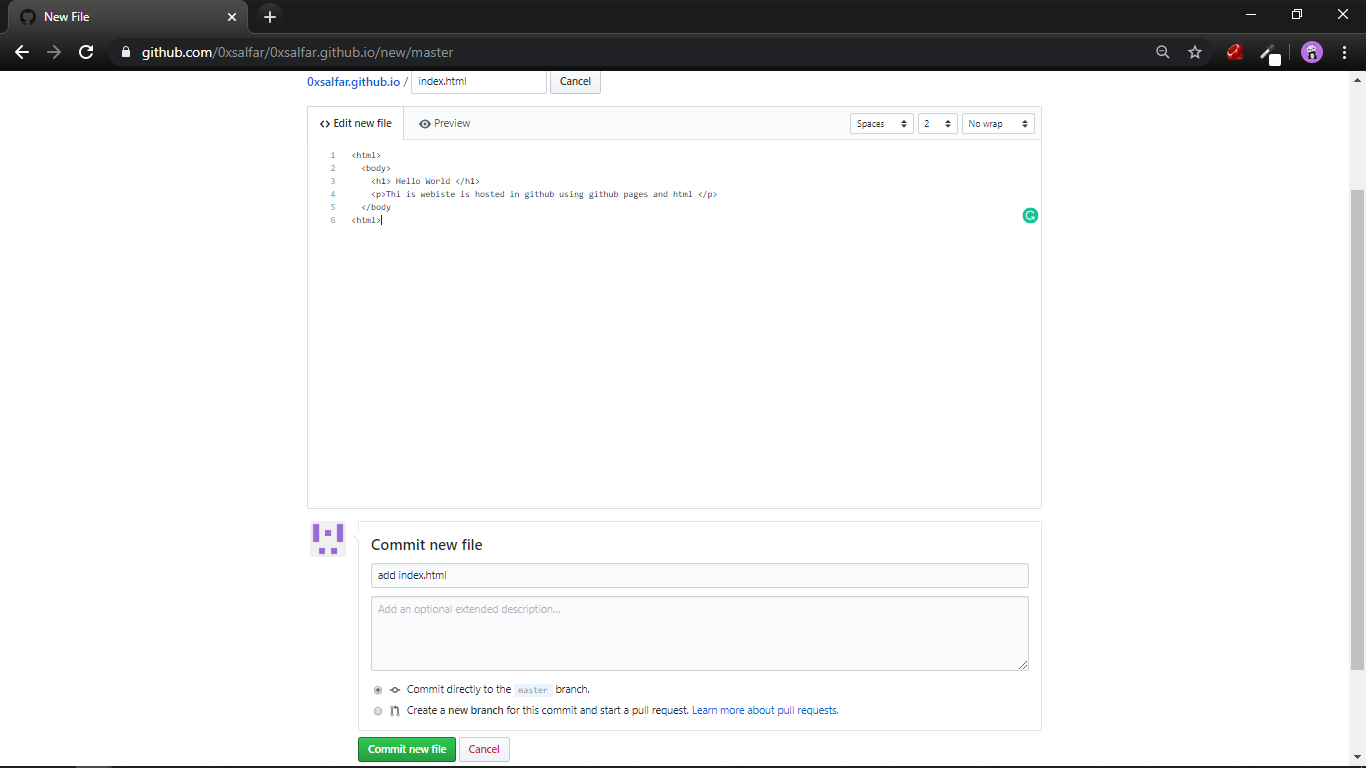 New File
github.com/0xsalfar/0xsalfar.github.io/new/master
0xsalfar.github.io / index.html Cancel
Edit new file Preview Spaces 2 No wrap
1 <html>
2 <body>
3 <h1> Hello World </h1>
4 <p>Thi is webiste is hosted in github using github pages and html </p>
5 </body
6 <html>
Commit new file
add index.html
Add an optional extended description...
Commit directly to the master branch.
Create a new branch for this commit and start a pull request. Learn more about pull requests.
Commit new file Cancel